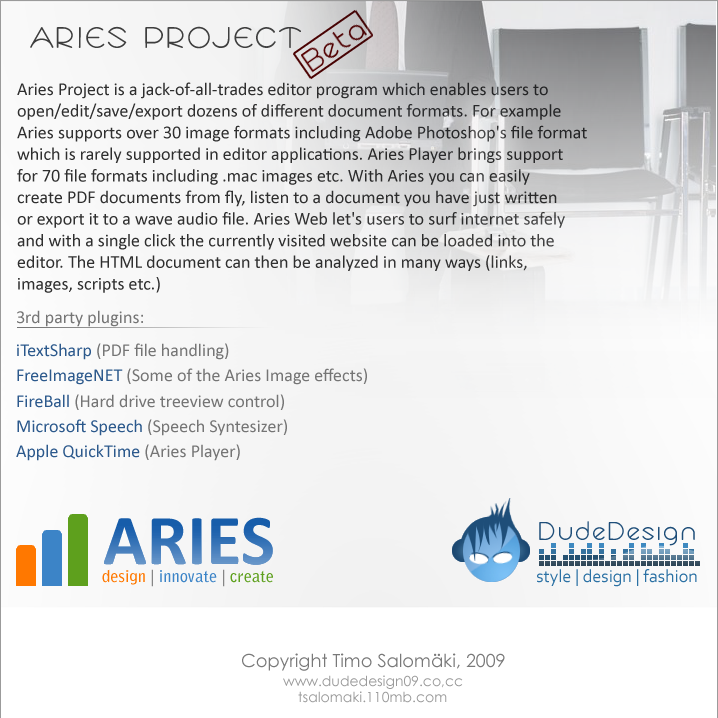 ARIES PROJECT
Beta
Aries Project is a jack-of-all-trades editor program which enables users to
open/edit/save/export dozens of different document formats. For example
Aries supports over 30 image formats including Adobe Photoshop's file format
which is rarely supported in editor applications. Aries Player brings support
for 70 file formats including .mac images etc. With Aries you can easily
create PDF documents from fly, listen to a document you have just written
or export it to a wave audio file. Aries Web let's users to surf internet safely
and with a single click the currently visited website can be loaded into the
editor. The HTML document can then be analyzed in many ways (links,
images, scripts etc.)
3rd party plugins:
iTextSharp (PDF file handling)
FreeImageNET (Some of the Aries Image effects)
FireBall (Hard drive treeview control)
Microsoft Speech (Speech Syntesizer)
Apple QuickTime (Aries Player)
ARIES
design | innovate | create
DudeDesign
style | design | fashion
Copyright Timo Salomäki, 2009
www.dudedesign09.co,cc
tsalomaki.110mb.com